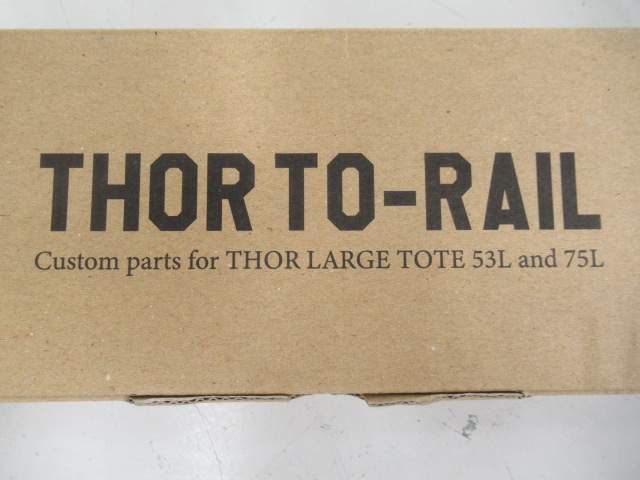 THOR TO-RAIL
Custom parts for THOR LARGE TOTE 53L and 75L